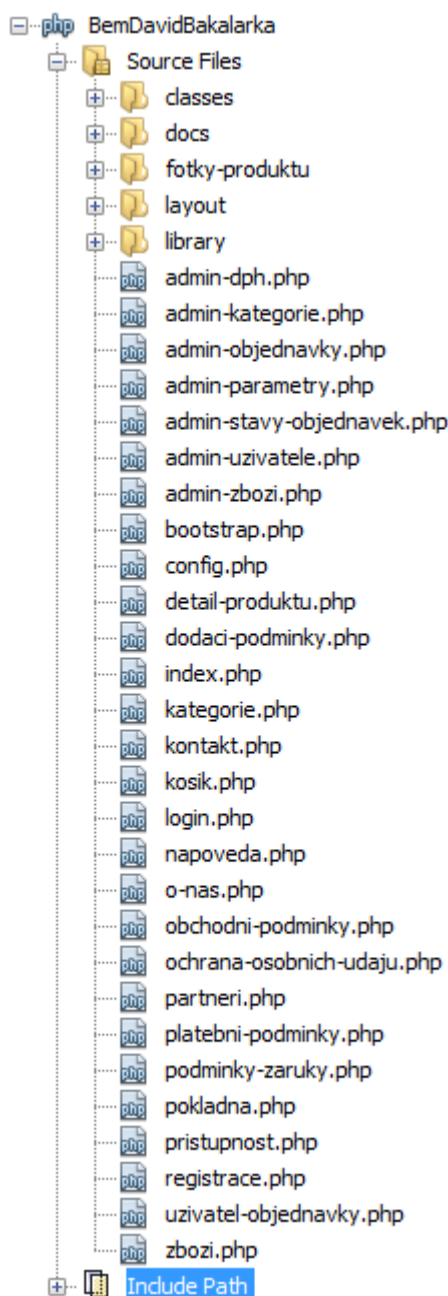 BemDavidBakalarka
Source Files
classes
docs
fotky-produktu
layout
library
admin-dph.php
admin-kategorie.php
admin-objednavky.php
admin-parametry.php
admin-stavy-objednavek.php
admin-uzivatele.php
admin-zbozi.php
bootstrap.php
config.php
detail-produktu.php
dodaci-podminky.php
index.php
kategorie.php
kontakt.php
kosik.php
login.php
napoveda.php
o-nas.php
obchodni-podminky.php
ochrana-osobnich-udaju.php
partneri.php
platebni-podminky.php
podminky-zaruky.php
pokladna.php
pristupnost.php
registrace.php
uzivatel-objednavky.php
zbozi.php
Include Path